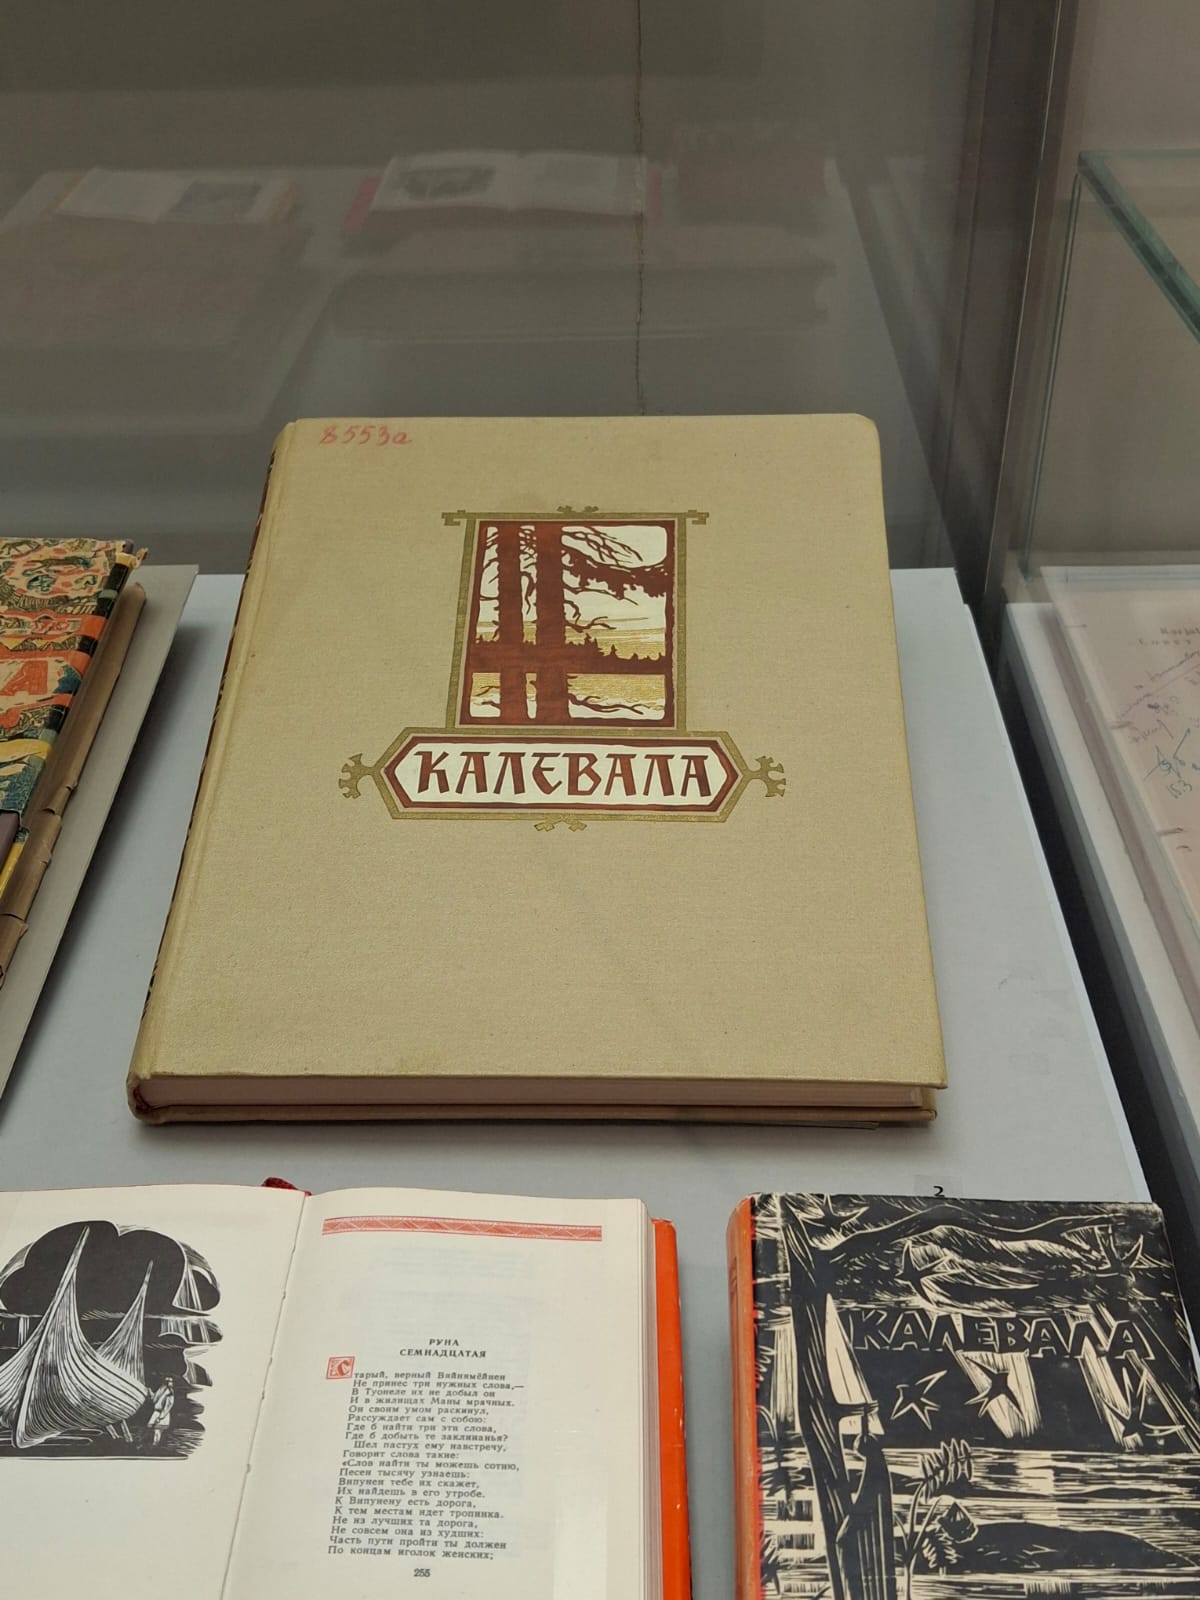 8553а
КАЛЕВАЛА
2
РУНА
СЕМНАДЦАТАЯ
Старый, верный Вяйнямёйнен
Не принес три нужных слова,—
В Туонеле их не добыл он
И в жилищах Маны мрачных.
Он своим умом раскинул,
Рассуждает сам с собою:
Где б найти три эти слова,
Где б добыть те заклинанья?
Шел пастух ему навстречу,
Говорит слова такие:
«Слов найти ты можешь сотню,
Песен тысячу узнаешь:
Випунен тебе их скажет,
Их найдешь в его утробе.
К Випунену есть дорога,
К тем местам идет тропинка.
Не из лучших та дорога,
Не совсем она из худших:
Часть пути пройти ты должен
По концам иголок женских;
255
КАЛЕВАЛА